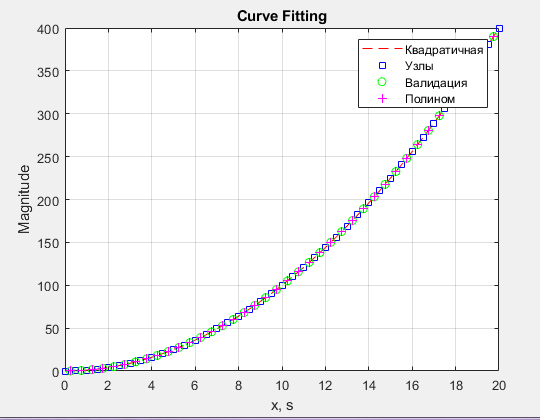 Curve Fitting
400
350
300
250
200
150
100
50
0
Magnitude
Квадратичная
Узлы
Валидация
Полином
0 2 4 6 8 10 12 14 16 18 20
x, s